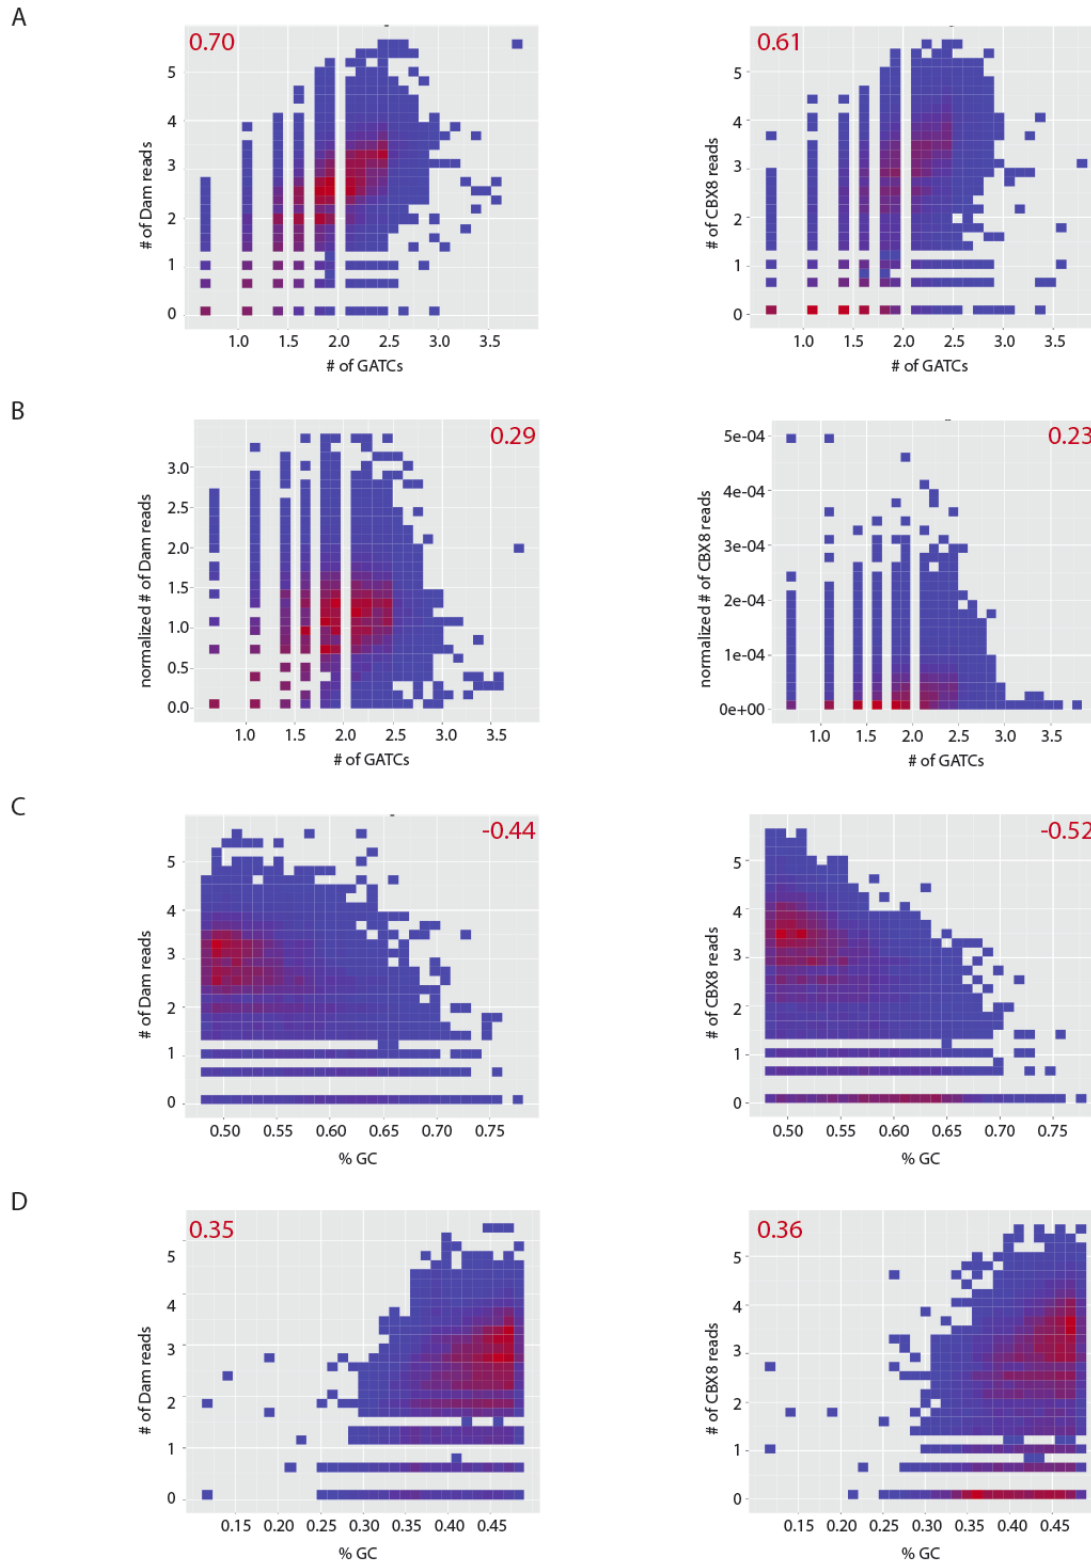 A
0.70
5
4
3
2
1
0
# of Dam reads
1.0 1.5 2.0 2.5 3.0 3.5
# of GATCs
0.61
5
4
3
2
1
0
# of CBX8 reads
1.0 1.5 2.0 2.5 3.0 3.5
# of GATCs
B
0.29
3.0
2.5
2.0
1.5
1.0
0.5
0.0
normalized # of Dam reads
1.0 1.5 2.0 2.5 3.0 3.5
# of GATCs
0.23
5e-04
4e-04
3e-04
2e-04
1e-04
0e+00
normalized # of CBX8 reads
1.0 1.5 2.0 2.5 3.0 3.5
# of GATCs
C
-0.44
5
4
3
2
1
0
# of Dam reads
0.50 0.55 0.60 0.65 0.70 0.75
% GC
-0.52
5
4
3
2
1
0
# of CBX8 reads
0.50 0.55 0.60 0.65 0.70 0.75
% GC
D
0.35
5
4
3
2
1
0
# of Dam reads
0.15 0.20 0.25 0.30 0.35 0.40 0.45
% GC
0.36
5
4
3
2
1
0
# of CBX8 reads
0.15 0.20 0.25 0.30 0.35 0.40 0.45
% GC